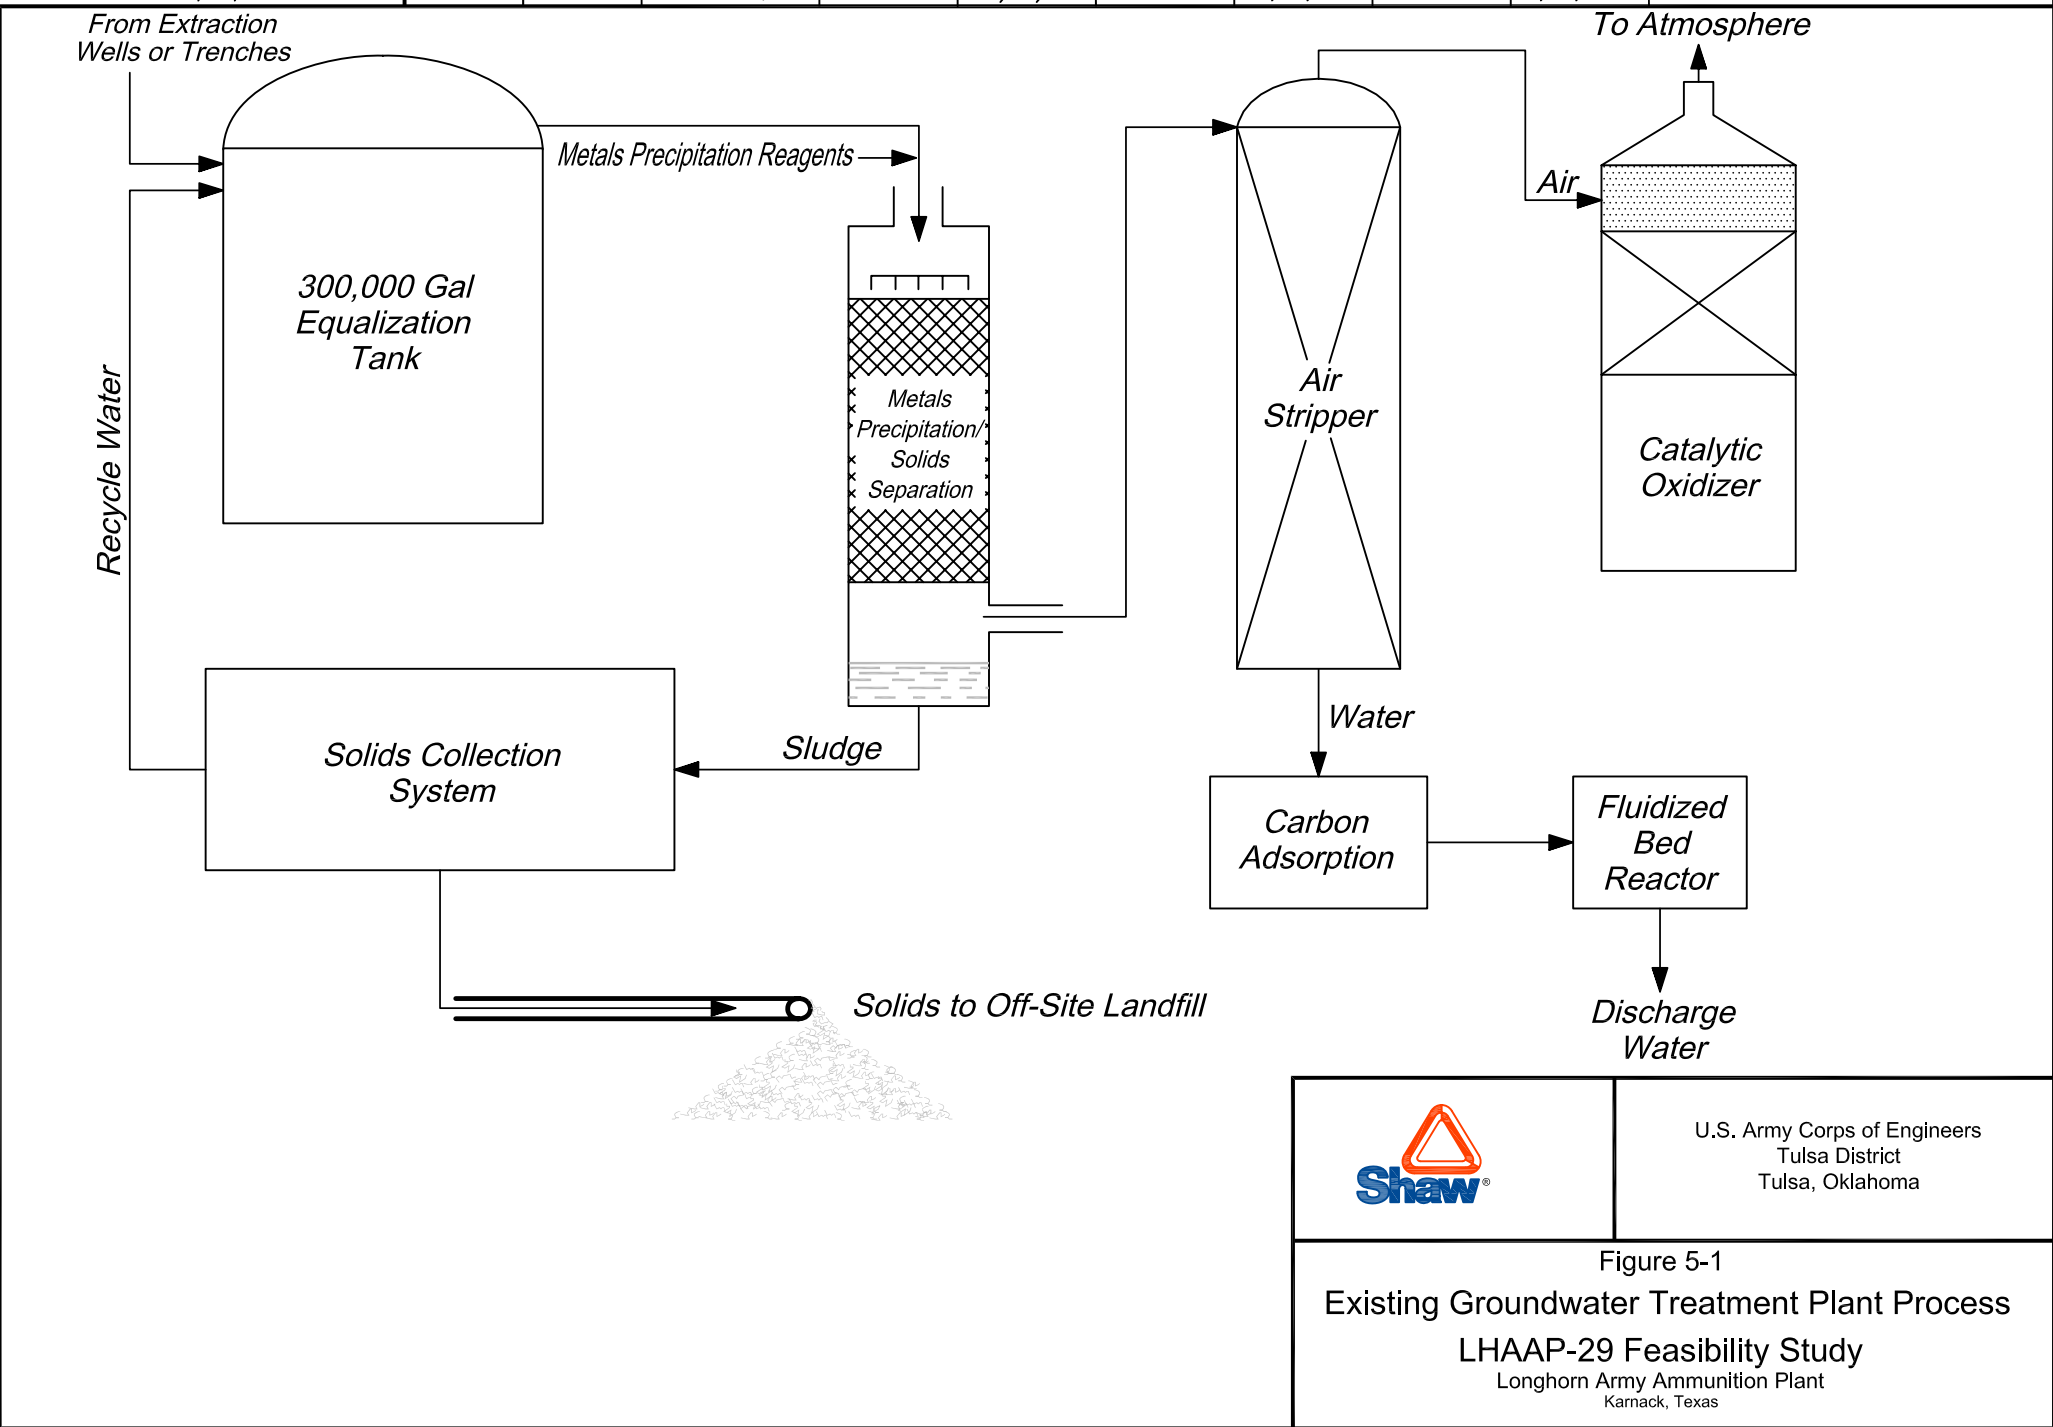 From Extraction
Wells or Trenches
To Atmosphere
Metals Precipitation Reagents
Air
300,000 Gal
Equalization
Tank
Recycle Water
Metals
Precipitation/
Solids
Separation
Air
Stripper
Catalytic
Oxidizer
Water
Solids Collection
System
Sludge
Carbon
Adsorption
Fluidized
Bed
Reactor
Solids to Off-Site Landfill
Discharge
Water
Shaw®
U.S. Army Corps of Engineers
Tulsa District
Tulsa, Oklahoma
Figure 5-1
Existing Groundwater Treatment Plant Process
LHAAP-29 Feasibility Study
Longhorn Army Ammunition Plant
Karnack, Texas